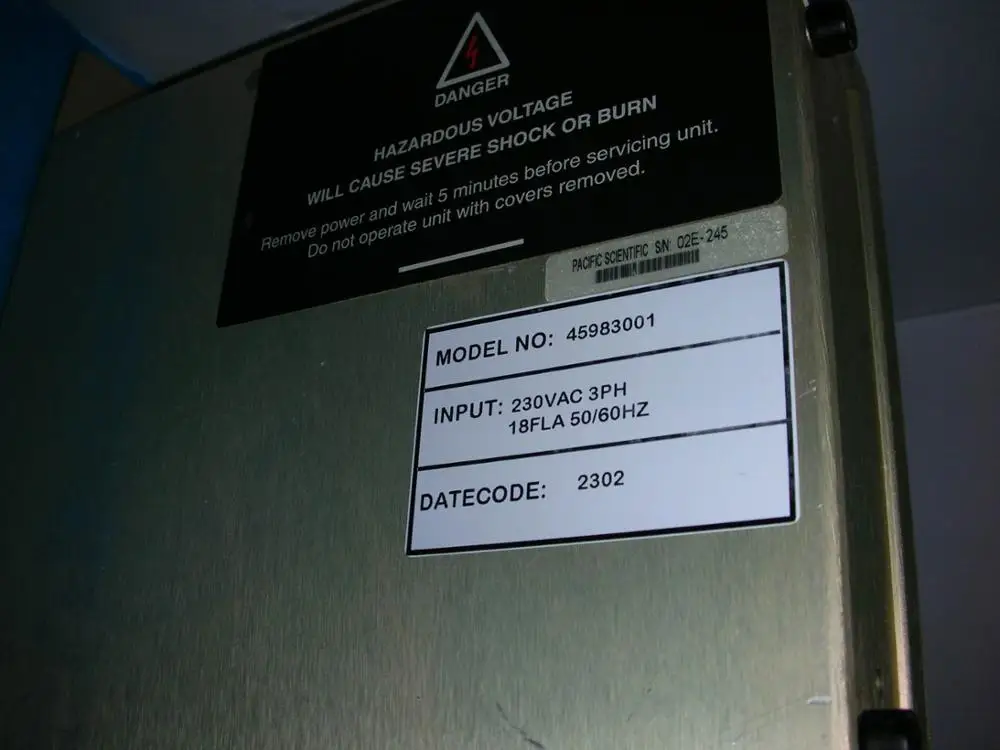 DANGER
HAZARDOUS VOLTAGE
WILL CAUSE SEVERE SHOCK OR BURN
Remove power and wait 5 minutes before servicing unit.
Do not operate unit with covers removed.
PACIFIC SCIENTIFIC S/N: 02E-245
MODEL NO: 45983001
INPUT: 230VAC 3PH
18FLA 50/60HZ
DATECODE: 2302